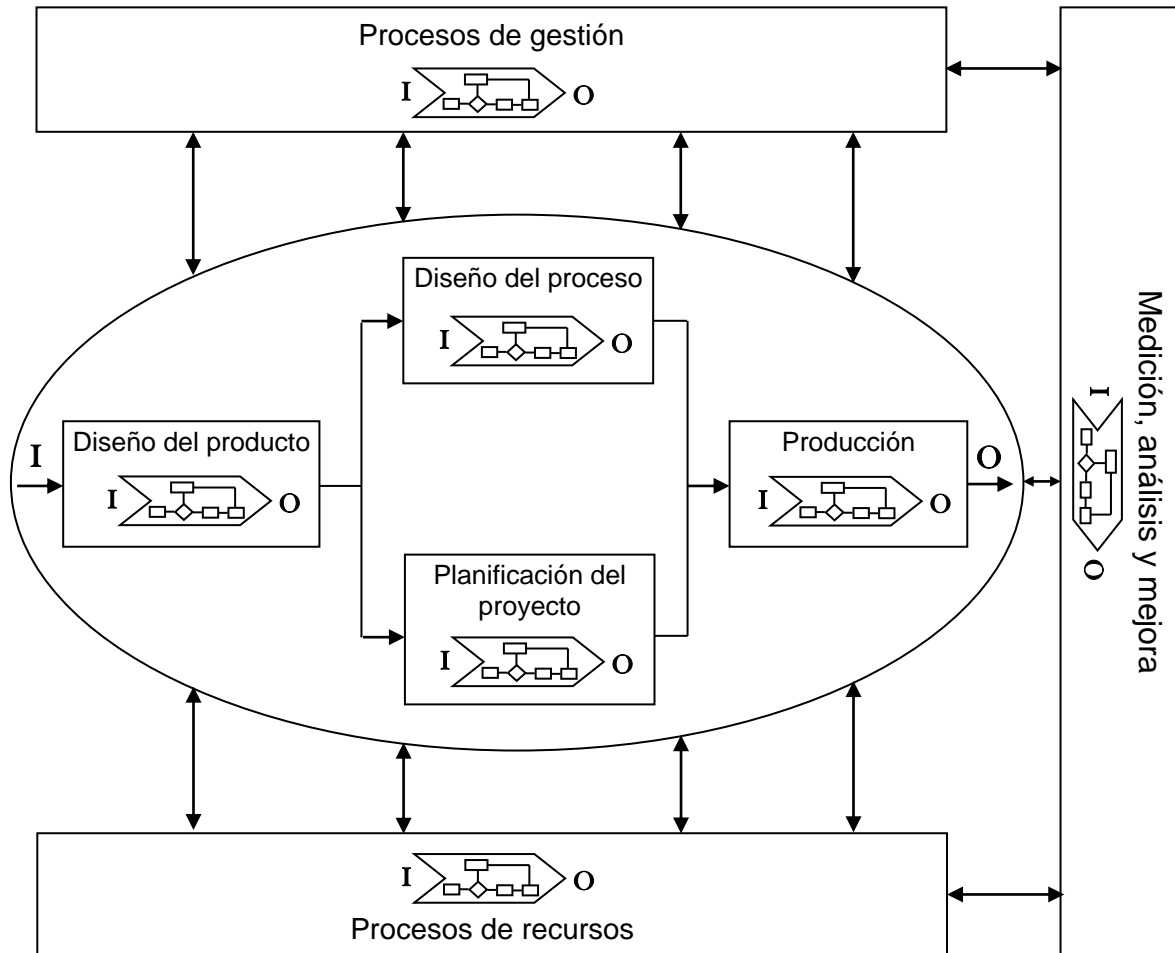 Procesos de gestión
I
O
Diseño del proceso
I
O
I
Diseño del producto
I
O
Producción
I
O
O
Planificación del
proyecto
I
O
I
O
Procesos de recursos
Medición, análisis y mejora
I
O